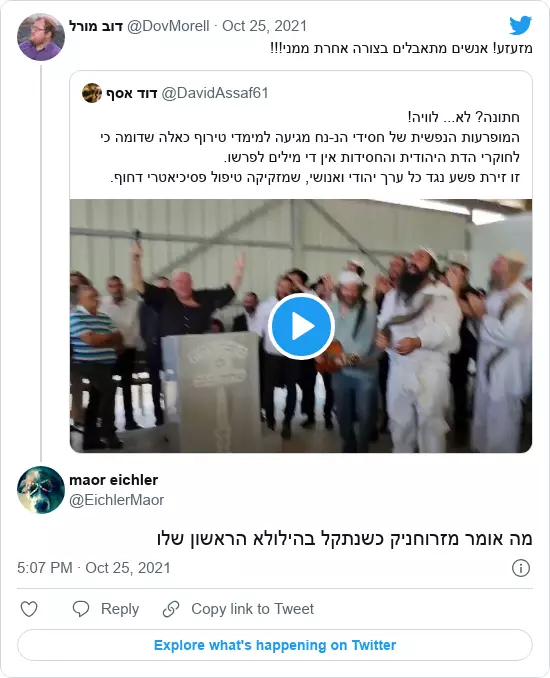 דוב מורל @DovMorell · Oct 25, 2021
מזעזע! אנשים מתאבלים בצורה אחרת ממני!!!
דוד אסף @DavidAssaf61
חתונה? לא... לוויה!
המופרעות הנפשית של חסידי הנ-נח מגיעה למימדי טירוף כאלה שדומה כי
לחוקרי הדת היהודית והחסידות אין די מילים לפרשו.
זו זירת פשע נגד כל ערך יהודי ואנושי, שמזקיקה טיפול פסיכיאטרי דחוף.
maor eichler
@EichlerMaor
מה אומר מזרוחניק כשנתקל בהילולא הראשון שלו
5:07 PM · Oct 25, 2021
Reply
Copy link to Tweet
Explore what's happening on Twitter